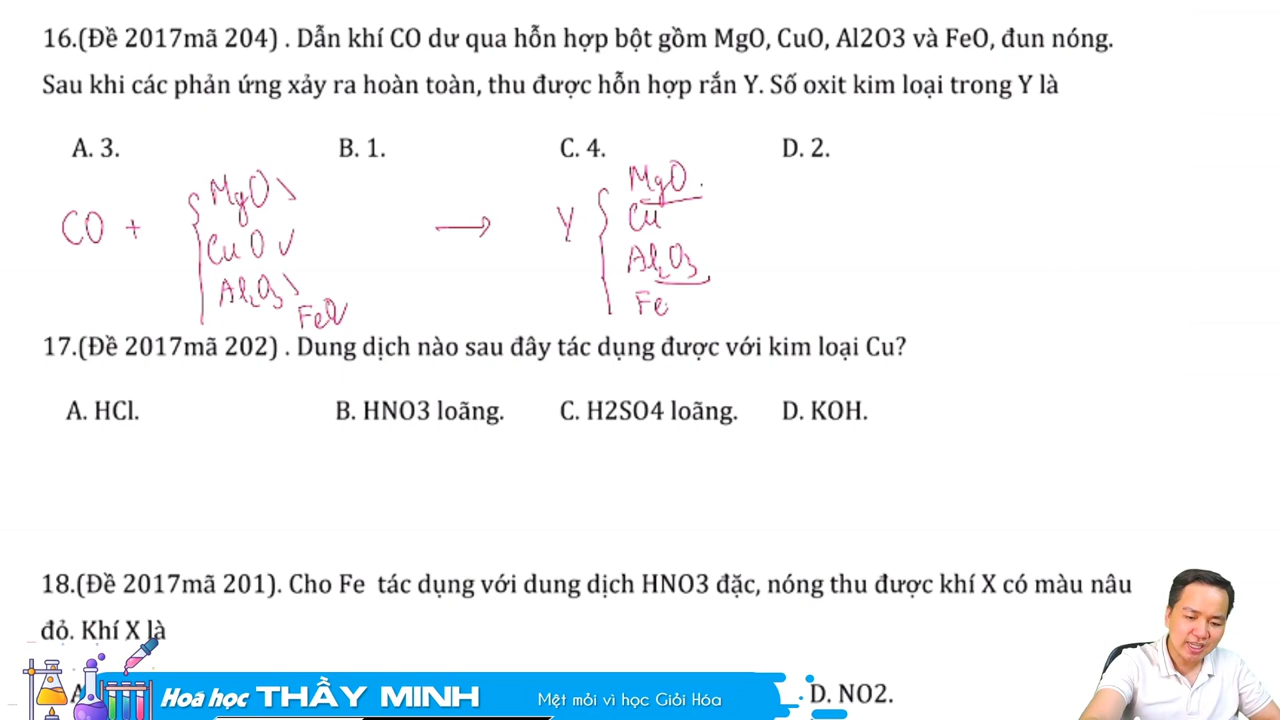 16.(Đề 2017mã 204) . Dẫn khí CO dư qua hỗn hợp bột gồm MgO, CuO, Al2O3 và FeO, đun nóng.
Sau khi các phản ứng xảy ra hoàn toàn, thu được hỗn hợp rắn Y. Số oxit kim loại trong Y là
A. 3. B. 1. C. 4. D. 2.
MgO MgO
CO + CuO → Y Cu
Al2O3 Al2O3
FeO Fe
17.(Đề 2017mã 202) . Dung dịch nào sau đây tác dụng được với kim loại Cu?
A. HCl. B. HNO3 loãng. C. H2SO4 loãng. D. KOH.
18.(Đề 2017mã 201). Cho Fe tác dụng với dung dịch HNO3 đặc, nóng thu được khí X có màu nâu
đỏ. Khí X là
A D. NO2.
Hoá học THẦY MINH Mệt mỏi vì học Giỏi Hóa